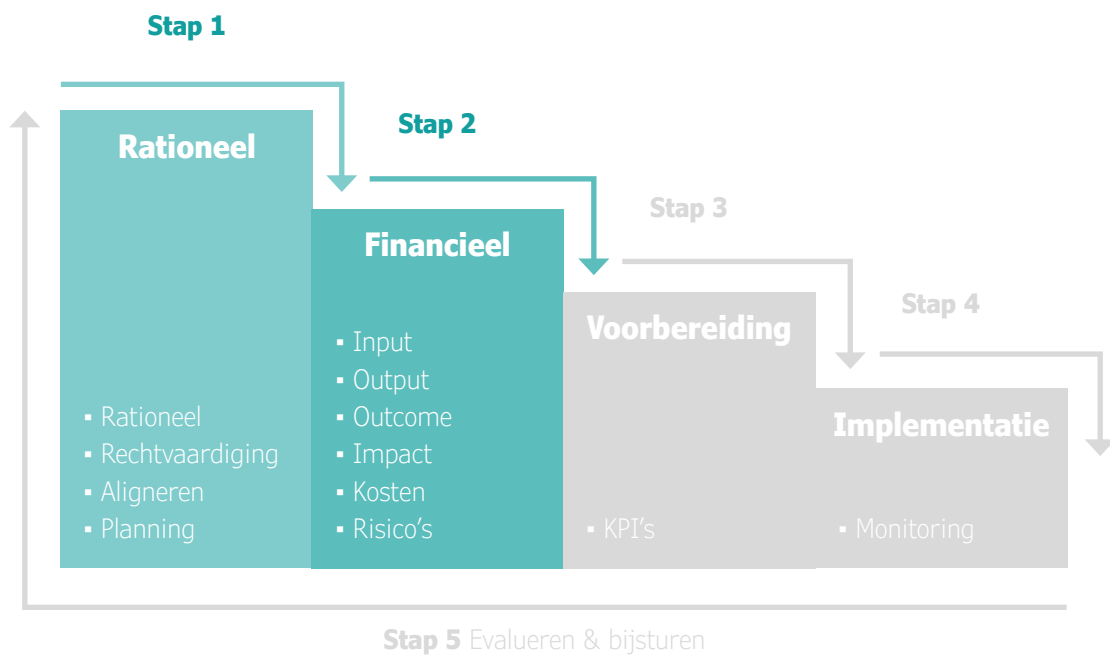 Stap 1
Rationeel
▪ Rationeel
▪ Rechtvaardiging
▪ Aligneren
▪ Planning
Stap 2
Financieel
▪ Input
▪ Output
▪ Outcome
▪ Impact
▪ Kosten
▪ Risico's
Stap 3
Voorbereiding
▪ KPI's
Stap 4
Implementatie
▪ Monitoring
Stap 5 Evalueren & bijsturen